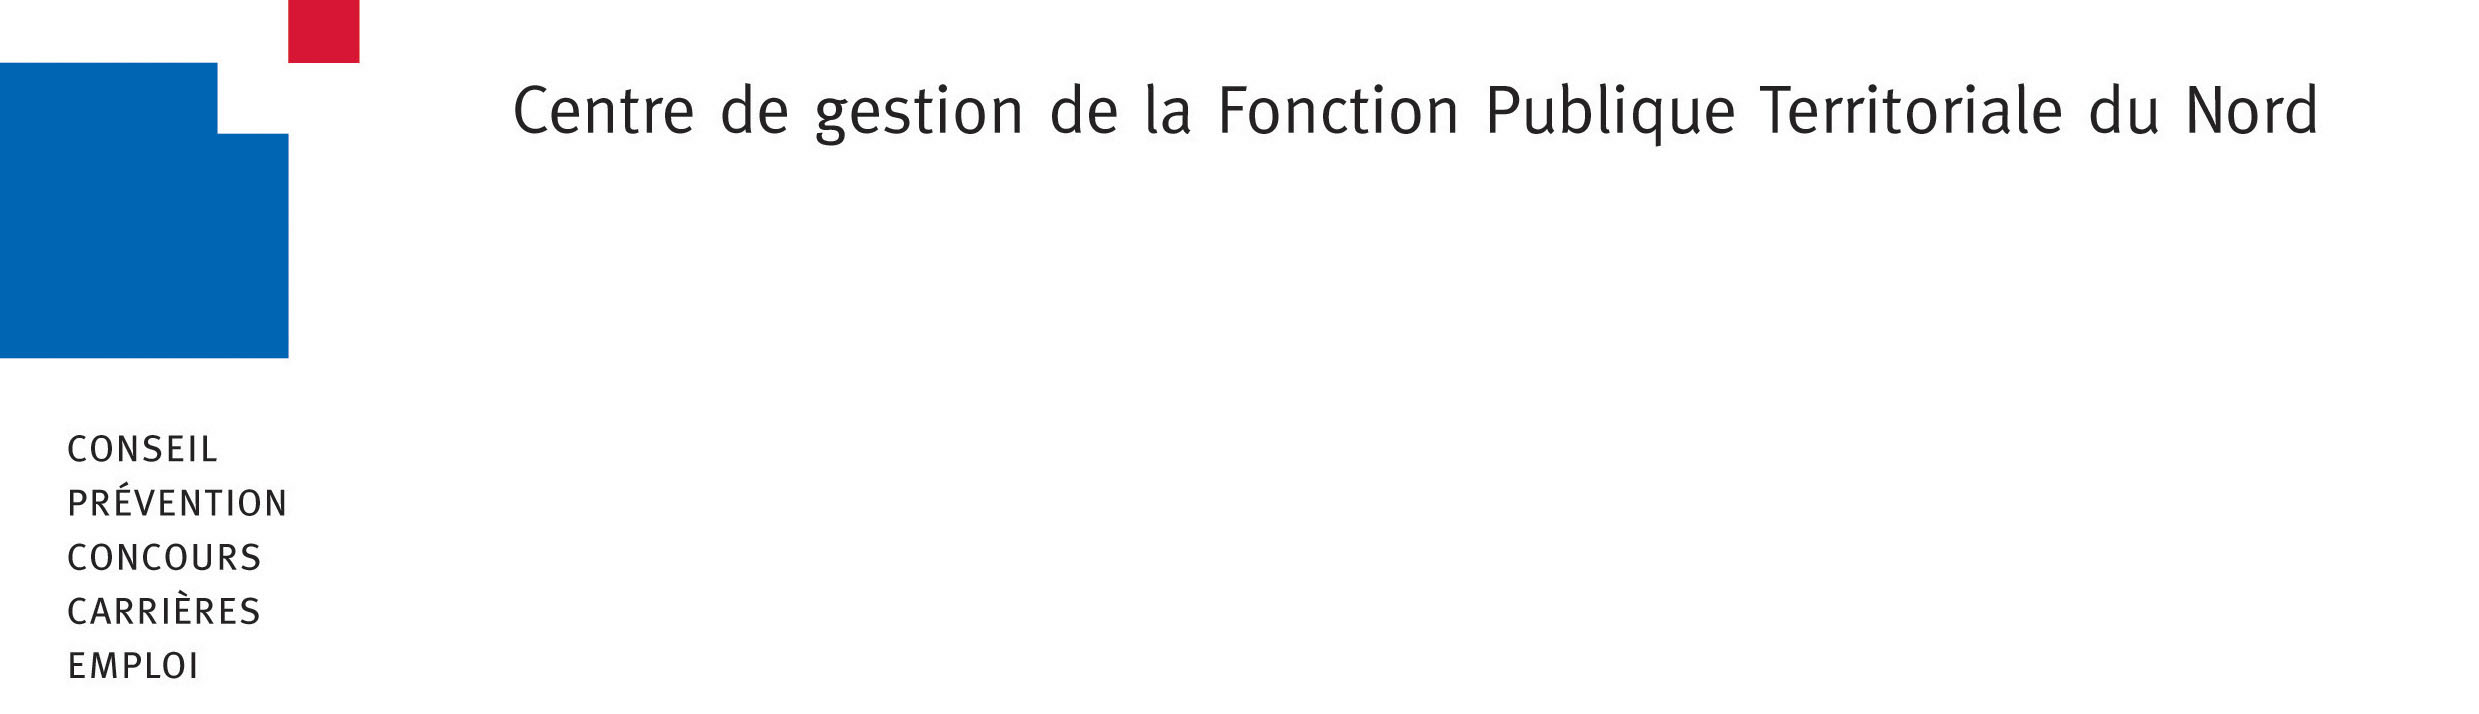 Centre de gestion de la Fonction Publique Territoriale du Nord
CONSEIL
PRÉVENTION
CONCOURS
CARRIÈRES
EMPLOI